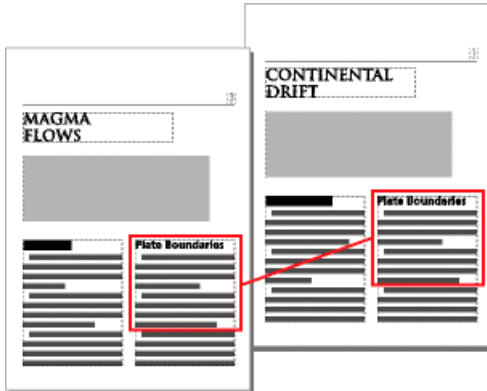 MAGMA
FLOWS
Plate Boundaries
CONTINENTAL
DRIFT
Plate Boundaries